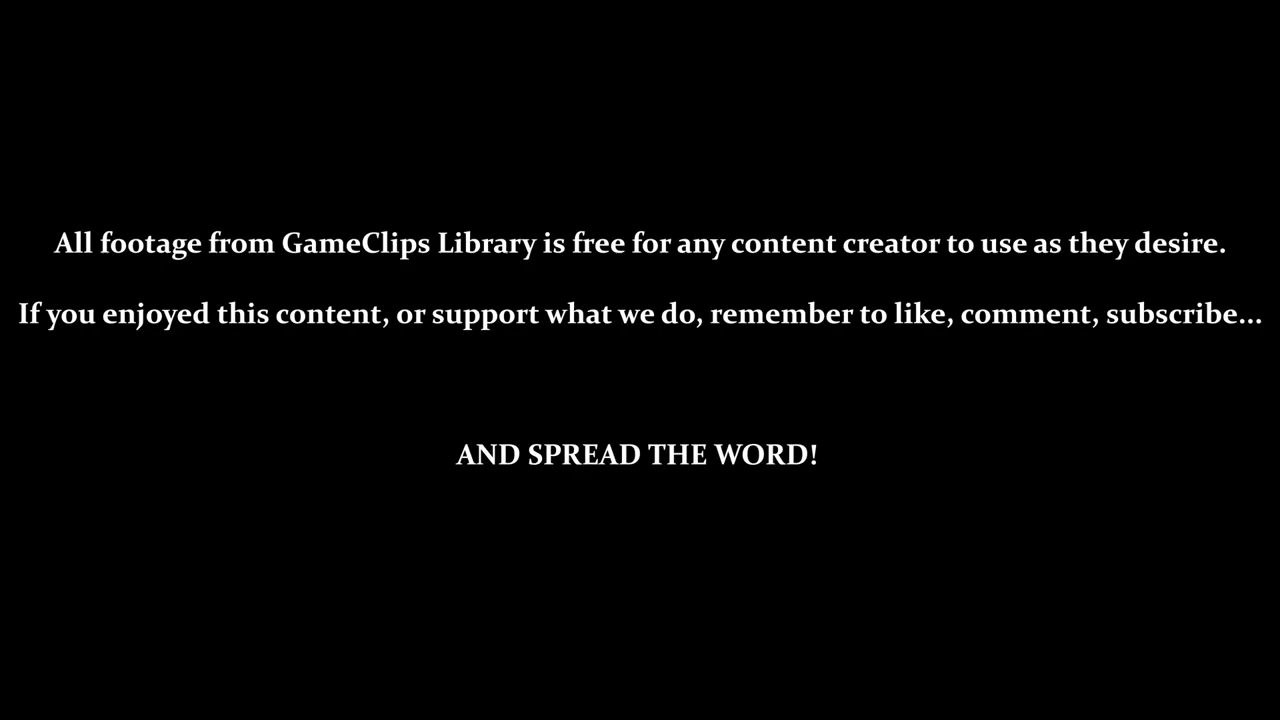 All footage from GameClips Library is free for any content creator to use as they desire.
If you enjoyed this content, or support what we do, remember to like, comment, subscribe...
AND SPREAD THE WORD!